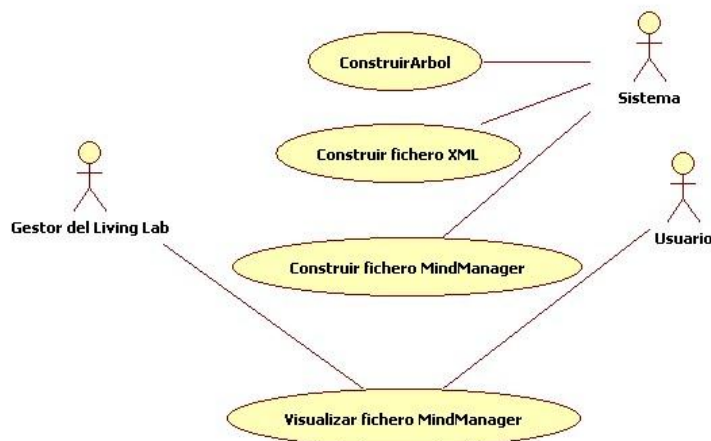 ConstruirArbol
Sistema
Construir fichero XML
Gestor del Living Lab
Usuario
Construir fichero MindManager
Visualizar fichero MindManager